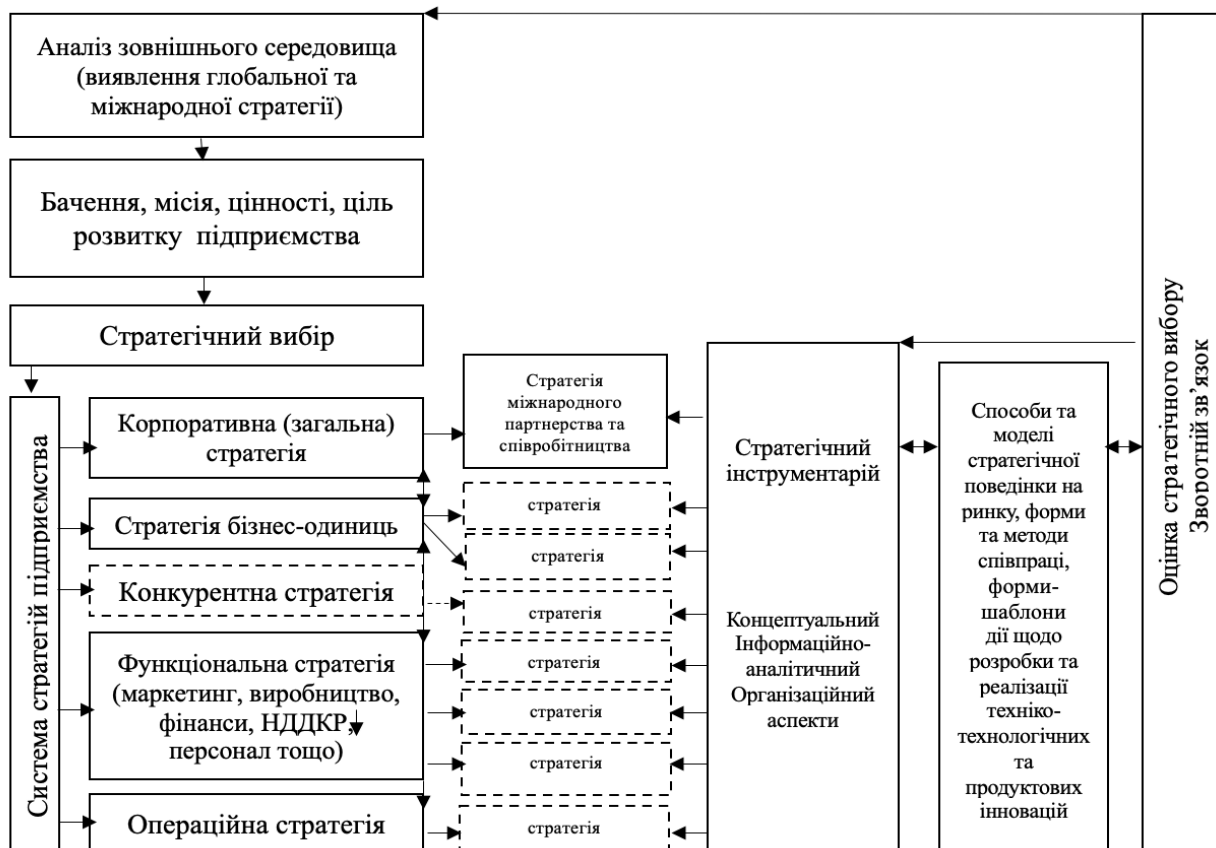 Аналіз зовнішнього середовища
(виявлення глобальної та
міжнародної стратегії)
Бачення, місія, цінності, ціль
розвитку підприємства
Стратегічний вибір
Система стратегій підприємства
Корпоративна (загальна)
стратегія
Стратегія бізнес-одиниць
Конкурентна стратегія
Функціональна стратегія
(маркетинг, виробництво,
фінанси, НДДКР,
персонал тощо)
Операційна стратегія
Стратегія
міжнародного
партнерства та
співробітництва
стратегія
стратегія
стратегія
стратегія
стратегія
стратегія
стратегія
Стратегічний
інструментарій
Концептуальний
Інформаційно-
аналітичний
Організаційний
аспекти
Способи та
моделі
стратегічної
поведінки на
ринку, форми
та методи
співпраці,
форми-
шаблони
дії щодо
розробки та
реалізації
техніко-
технологічних
та
продуктових
інновацій
Оцінка стратегічного вибору
Зворотній зв’язок